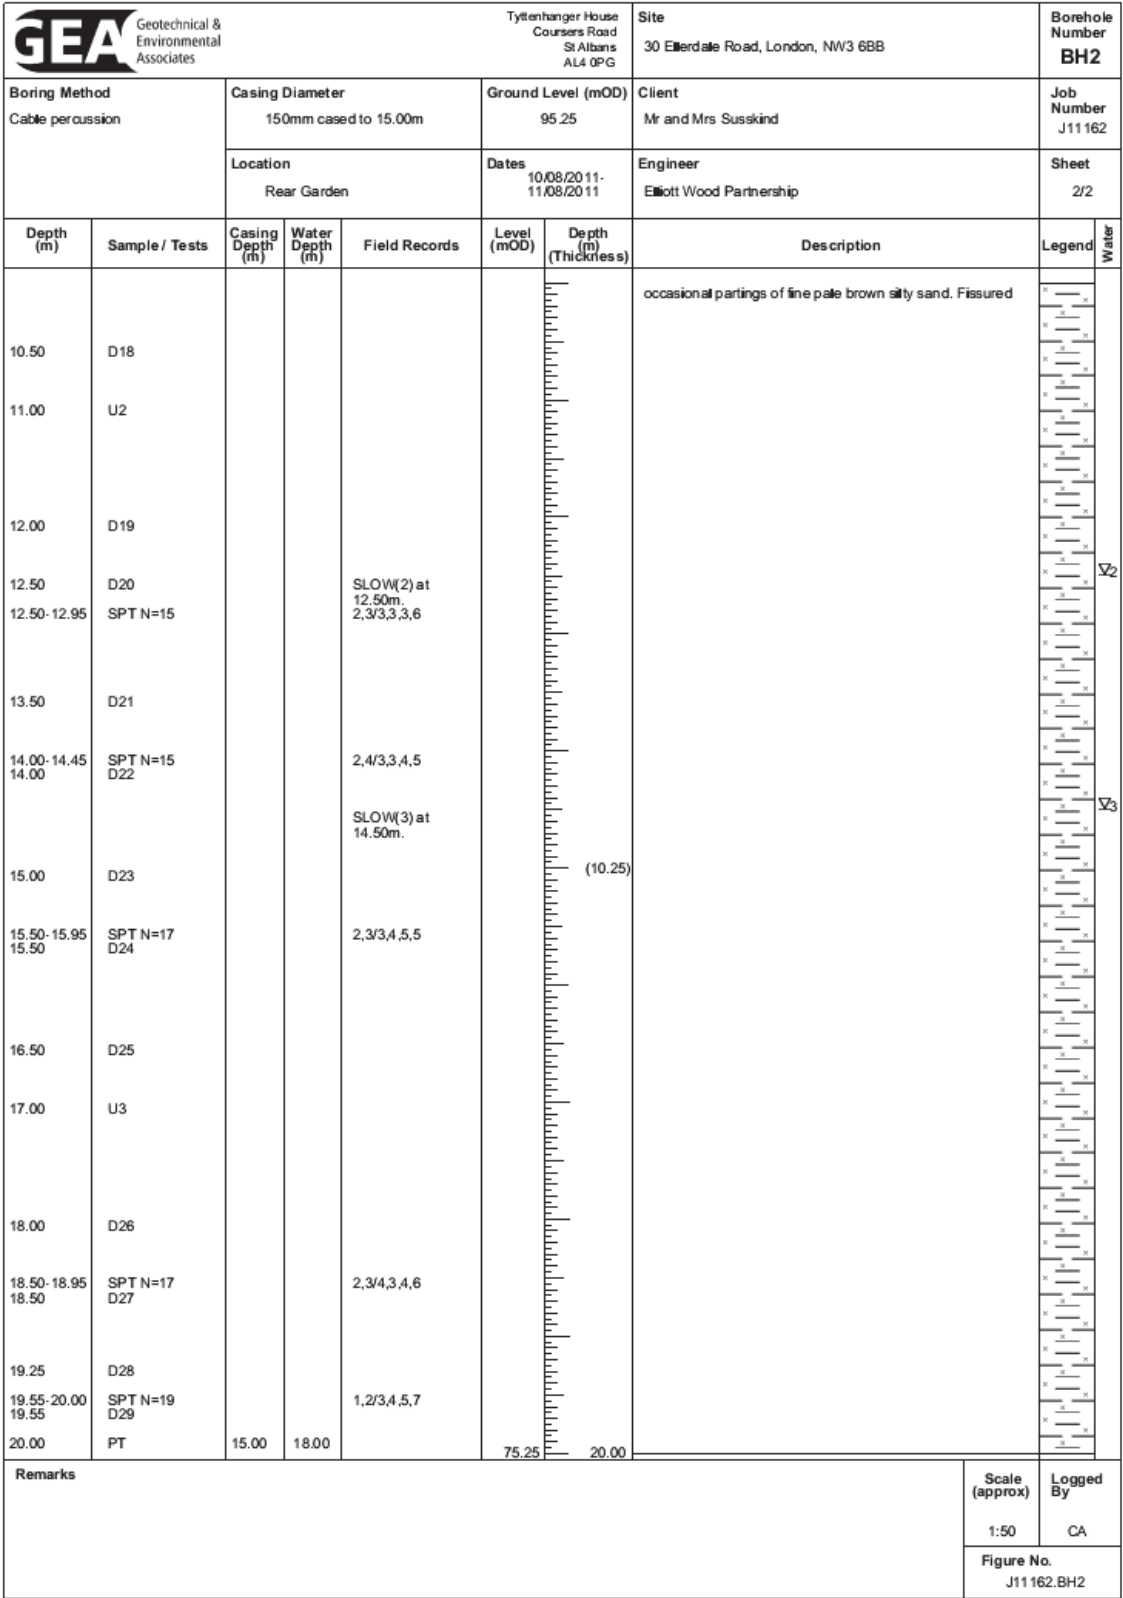 GEA
Geotechnical &
Environmental
Associates
Tyttenhanger House
Coursers Road
St Albans
AL4 0PG
Site
30 Ellerdale Road, London, NW3 6BB
Borehole
Number
BH2
Boring Method
Cable percussion
Casing Diameter
150mm cased to 15.00m
Ground Level (mOD)
95.25
Client
Mr and Mrs Susskind
Job
Number
J11162
Location
Rear Garden
Dates
10/08/2011-
11/08/2011
Engineer
Elliott Wood Partnership
Sheet
2/2
Depth (m) Sample / Tests Casing Depth (m) Water Depth (m) Field Records Level (mOD) Depth (m) (Thickness) Description Legend Water
occasional partings of fine pale brown silty sand. Fissured
10.50 D18
11.00 U2
12.00 D19
12.50 D20 SLOW(2) at
12.50m.
12.50-12.95 SPT N=15 2,3/3,3,3,6
2
13.50 D21
14.00-14.45 SPT N=15 2,4/3,3,4,5
14.00 D22
SLOW(3) at
14.50m.
3
(10.25)
15.00 D23
15.50-15.95 SPT N=17 2,3/3,4,5,5
15.50 D24
16.50 D25
17.00 U3
18.00 D26
18.50-18.95 SPT N=17 2,3/4,3,4,6
18.50 D27
19.25 D28
19.55-20.00 SPT N=19 1,2/3,4,5,7
19.55 D29
20.00 PT 15.00 18.00
75.25 20.00
Remarks
Scale
(approx)
1:50
Logged
By
CA
Figure No.
J11162.BH2